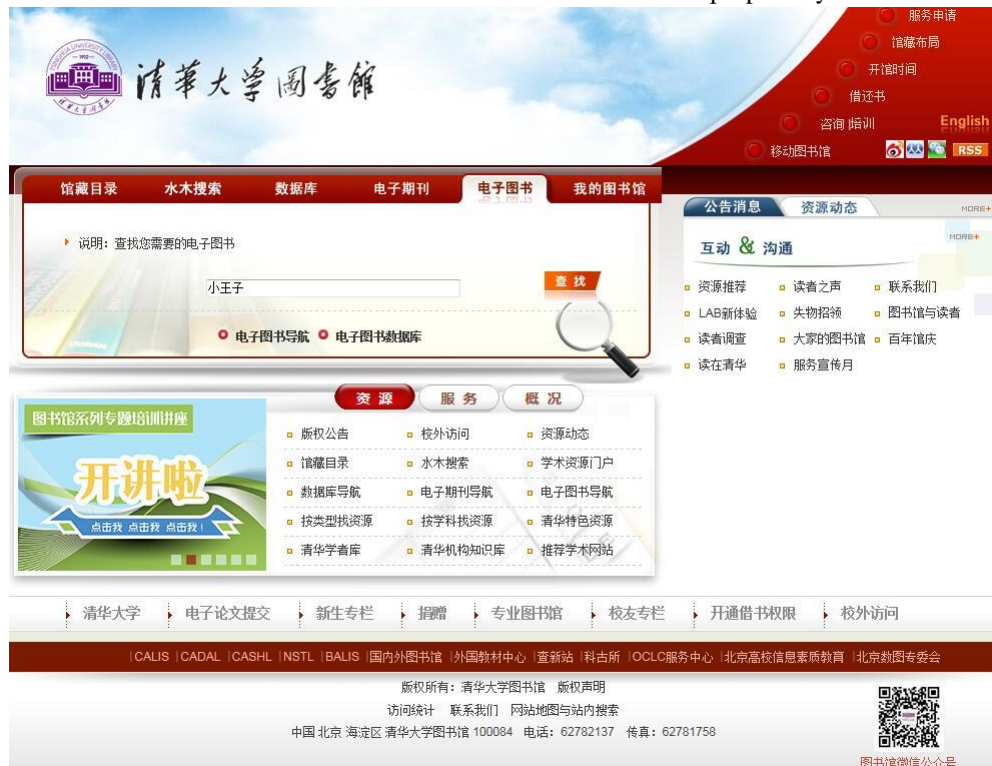 服务申请
馆藏布局
开馆时间
借还书
咨询 |培训
English
移动图书馆
RSS
清华大学图书馆
馆藏目录 水木搜索 数据库 电子期刊 电子图书 我的图书馆
说明：查找您需要的电子图书
小王子
查 找
电子图书导航 电子图书数据库
公告消息 资源动态 MORE+
互动 & 沟通 MORE+
资源推荐 读者之声 联系我们
LAB新体验 失物招领 图书馆与读者
读者调查 大家的图书馆 百年馆庆
读在清华 服务宣传月
资 源 服 务 概 况
图书馆系列专题培训讲座
开讲啦
点击我 点击我 点击我！
版权公告 校外访问 资源动态
馆藏目录 水木搜索 学术资源门户
数据库导航 电子期刊导航 电子图书导航
按类型找资源 按学科找资源 清华特色资源
清华学者库 清华机构知识库 推荐学术网站
清华大学 电子论文提交 新生专栏 捐赠 专业图书馆 校友专栏 开通借书权限 校外访问
|CALIS |CADAL |CASHL |NSTL |BALIS |国内外图书馆 |外国教材中心 |查新站 |科古所 |OCLC服务中心 |北京高校信息素质教育 |北京数图专委会
版权所有：清华大学图书馆 版权声明
访问统计 联系我们 网站地图与站内搜索
中国 北京 海淀区 清华大学图书馆 100084 电话：62782137 传真：62781758
图书馆微信公众号